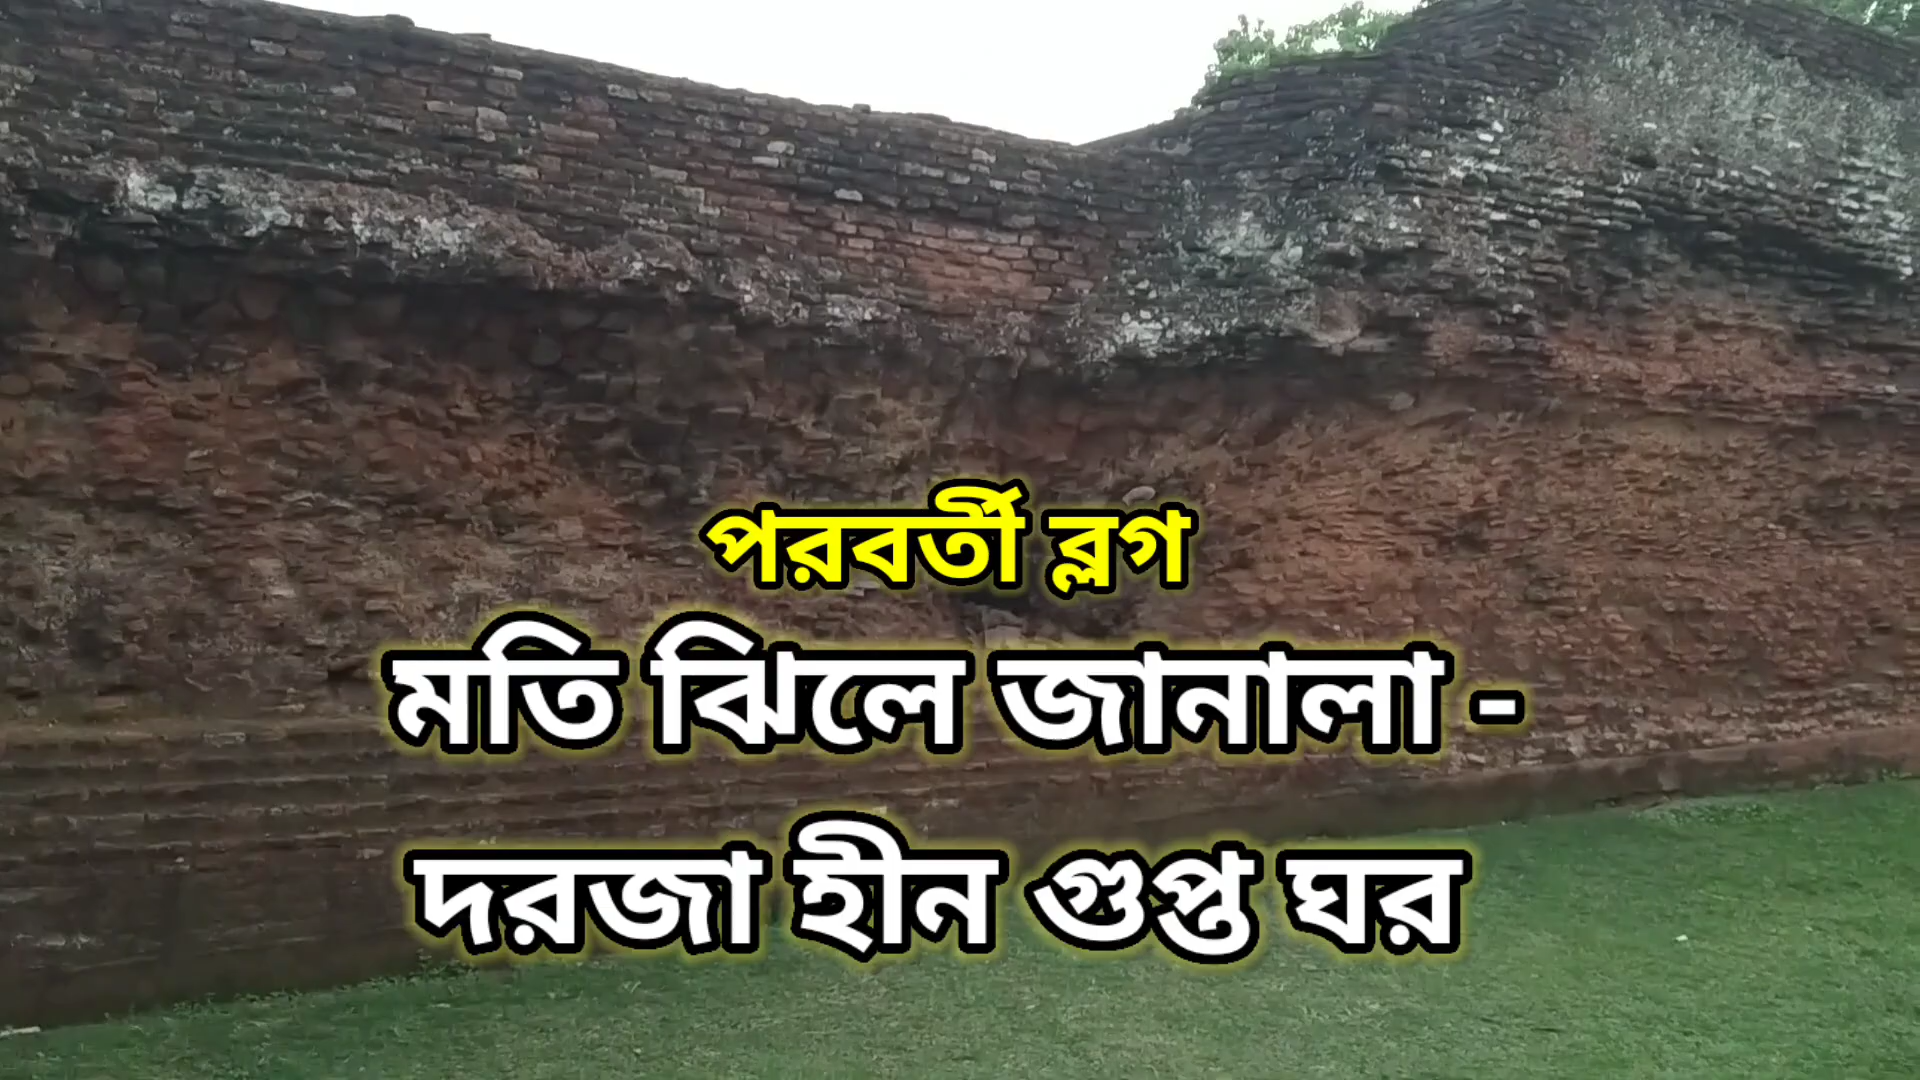 পরবর্তী ব্লগ
মতি ঝিলে জানালা -
দরজা হীন গুপ্ত ঘর